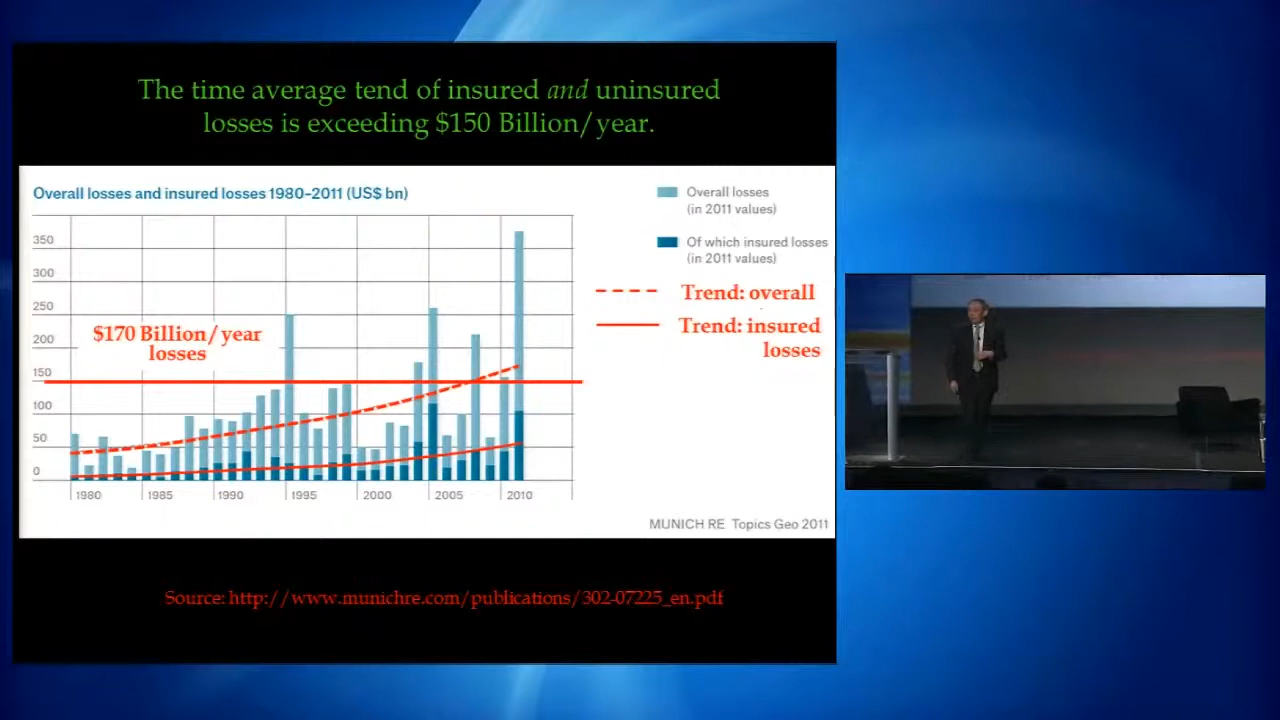 The time average tend of insured and uninsured
losses is exceeding $150 Billion/year.
Overall losses and insured losses 1980–2011 (US$ bn)
350
300
250
200
150
100
50
0
$170 Billion/year
losses
1980
1985
1990
1995
2000
2005
2010
Overall losses
(in 2011 values)
Of which insured losses
(in 2011 values)
Trend: overall
Trend: insured
losses
MUNICH RE Topics Geo 2011
Source: http://www.munichre.com/publications/302-07225_en.pdf